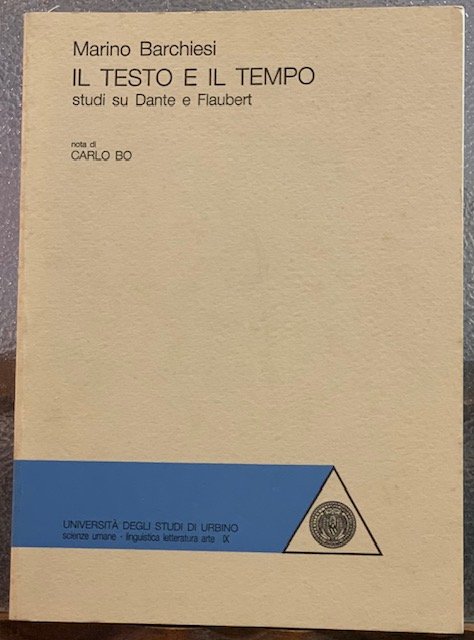 Marino Barchiesi
IL TESTO E IL TEMPO
studi su Dante e Flaubert
nota di
CARLO BO
UNIVERSITÀ DEGLI STUDI DI URBINO
scienze umane · linguistica letteratura arte IX